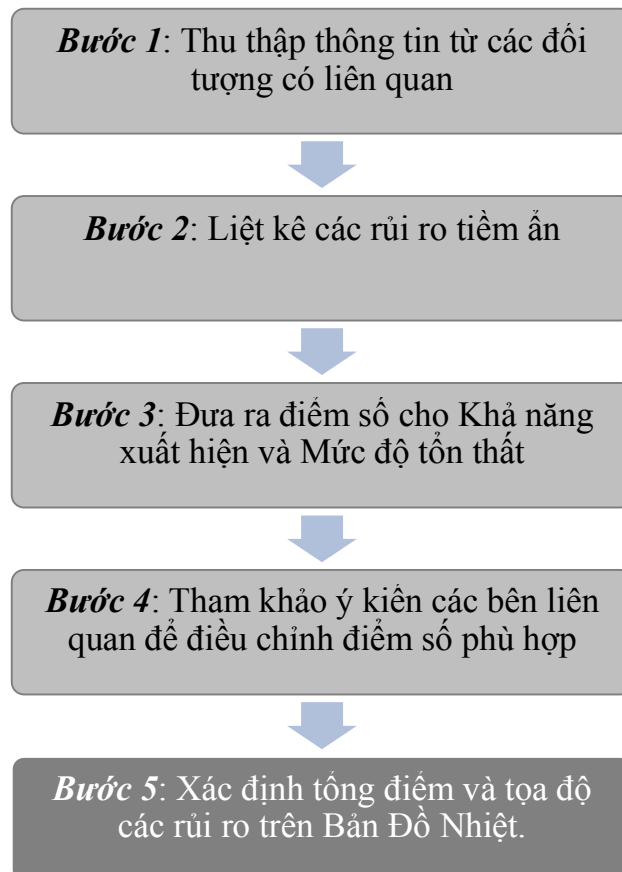 Bước 1: Thu thập thông tin từ các đối
tượng có liên quan
Bước 2: Liệt kê các rủi ro tiềm ẩn
Bước 3: Đưa ra điểm số cho Khả năng
xuất hiện và Mức độ tổn thất
Bước 4: Tham khảo ý kiến các bên liên
quan để điều chỉnh điểm số phù hợp
Bước 5: Xác định tổng điểm và tọa độ
các rủi ro trên Bản Đồ Nhiệt.